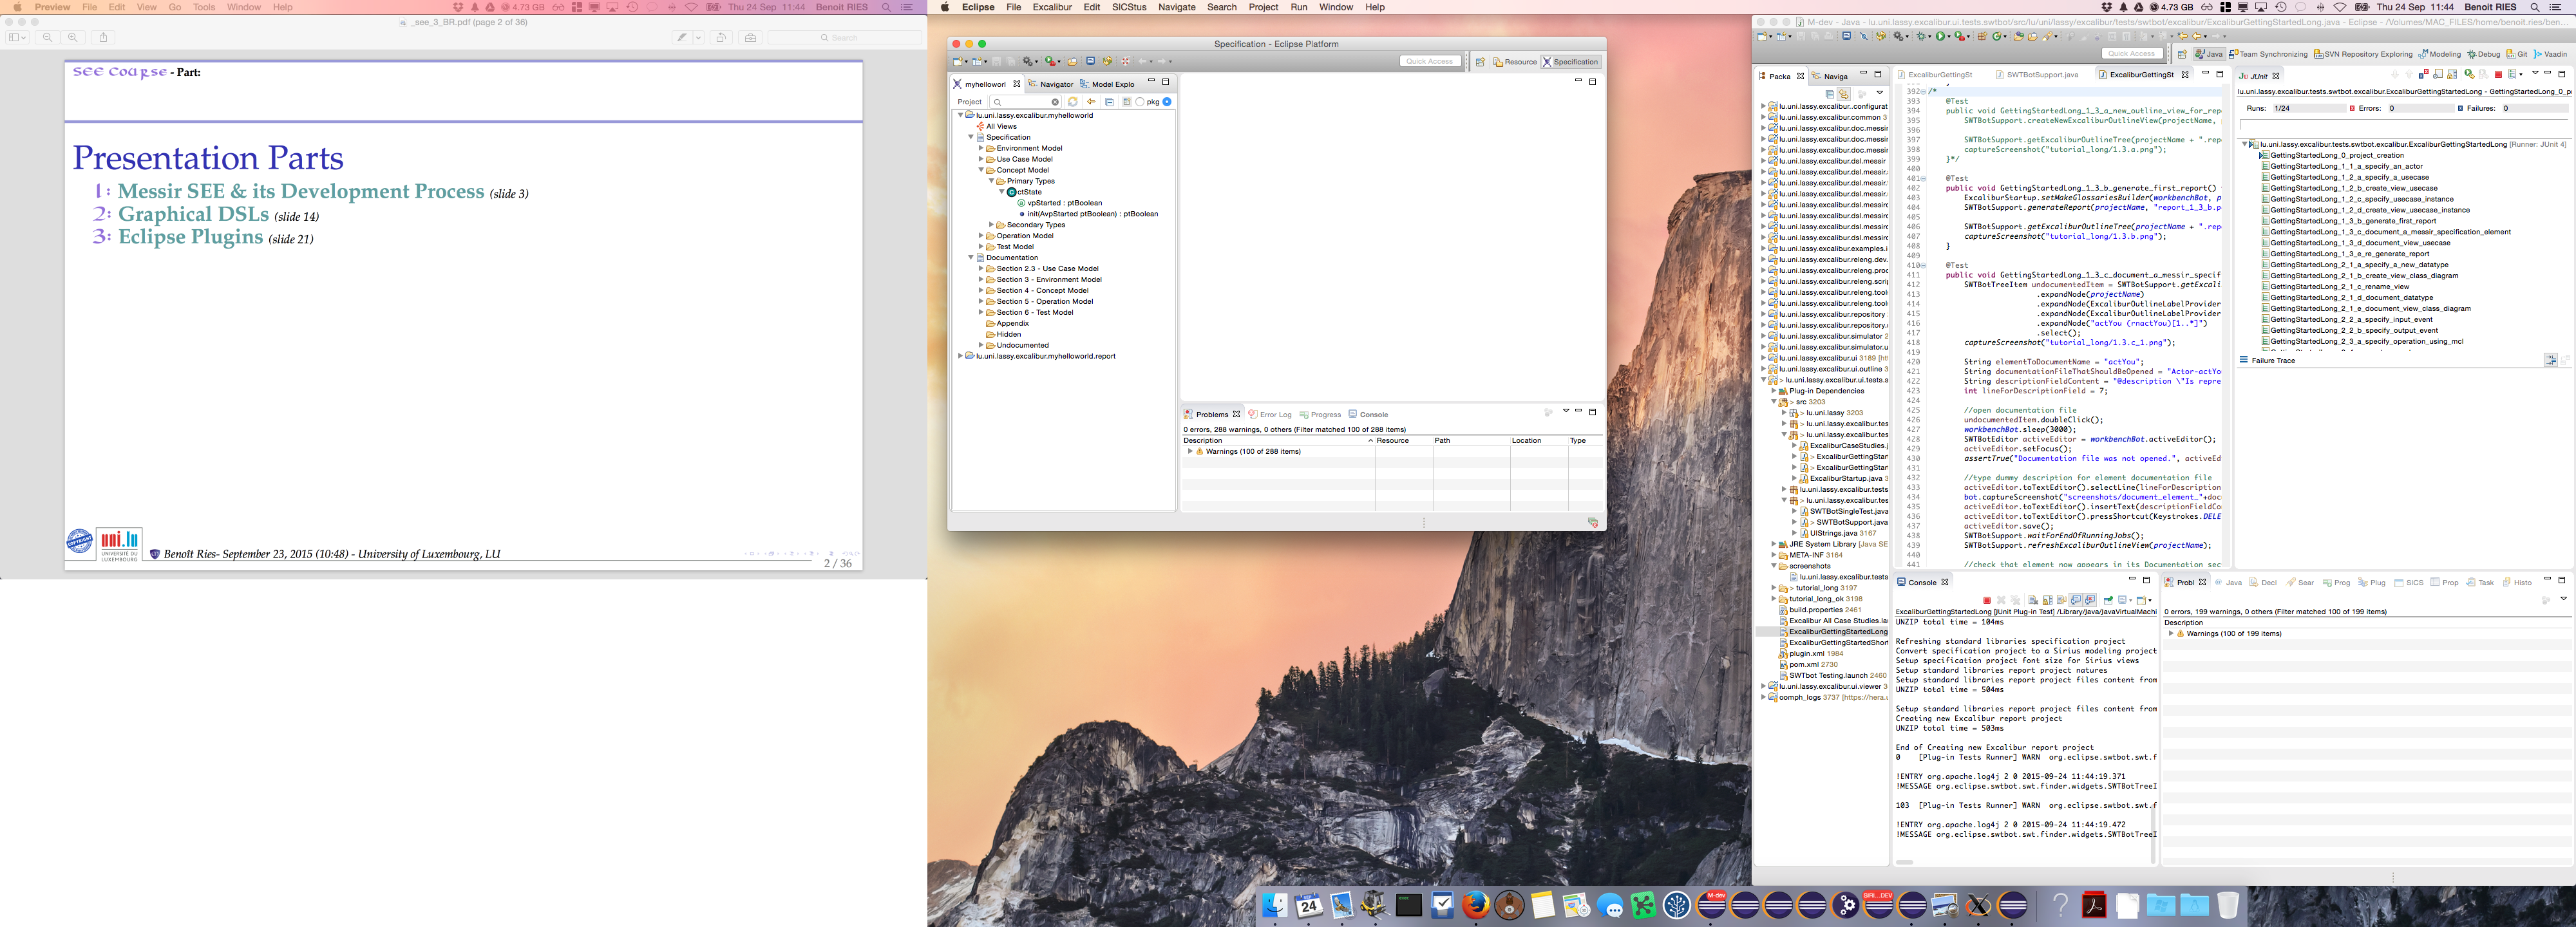 Preview File Edit View Go Tools Window Help
4.73 GB Thu 24 Sep 11:44 Benoit RIES
_see_3_BR.pdf (page 2 of 36)
Search
SEE Course - Part:
Presentation Parts
1: Messir SEE & its Development Process (slide 3)
2: Graphical DSLs (slide 14)
3: Eclipse Plugins (slide 21)
uni.lu
UNIVERSITÉ DU
LUXEMBOURG
Benoît Ries- September 23, 2015 (10:48) - University of Luxembourg, LU
2 / 36
Eclipse File Excalibur Edit SICStus Navigate Search Project Run Window Help
4.73 GB Thu 24 Sep 11:44 Benoit RIES
Specification - Eclipse Platform
Quick Access Resource Specification
myhelloworl Navigator Model Explo
Project pkg
lu.uni.lassy.excalibur.myhelloworld
All Views
Specification
Environment Model
Use Case Model
Concept Model
Primary Types
ctState
vpStarted : ptBoolean
init(AvpStarted ptBoolean) : ptBoolean
Secondary Types
Operation Model
Test Model
Documentation
Section 2.3 - Use Case Model
Section 3 - Environment Model
Section 4 - Concept Model
Section 5 - Operation Model
Section 6 - Test Model
Appendix
Hidden
Undocumented
lu.uni.lassy.excalibur.myhelloworld.report
Problems Error Log Progress Console
0 errors, 288 warnings, 0 others (Filter matched 100 of 288 items)
Description Resource Path Location Type
Warnings (100 of 288 items)
M-dev - Java - lu.uni.lassy.excalibur.ui.tests.swtbot/src/lu/uni/lassy/excalibur/tests/swtbot/excalibur/ExcaliburGettingStartedLong.java - Eclipse - /Volumes/MAC_FILES/home/benoit.ries/ben...
Quick Access Java Team Synchronizing SVN Repository Exploring Modeling Debug Git Vaadin
Packa Naviga
lu.uni.lassy.excalibur..configurat
lu.uni.lassy.excalibur.common 3
lu.uni.lassy.excalibur.doc.messir
lu.uni.lassy.excalibur.doc.messir
lu.uni.lassy.excalibur.doc.messir
lu.uni.lassy.excalibur.dsl.messir
lu.uni.lassy.excalibur.dsl.messir.
lu.uni.lassy.excalibur.dsl.messir.
lu.uni.lassy.excalibur.dsl.messir.
lu.uni.lassy.excalibur.dsl.messirc
lu.uni.lassy.excalibur.dsl.messirc
lu.uni.lassy.excalibur.dsl.messirc
lu.uni.lassy.excalibur.dsl.messirc
lu.uni.lassy.excalibur.examples.i
lu.uni.lassy.excalibur.releng.dev.
lu.uni.lassy.excalibur.releng.proc
lu.uni.lassy.excalibur.releng.scrip
lu.uni.lassy.excalibur.releng.tool
lu.uni.lassy.excalibur.releng.tool
lu.uni.lassy.excalibur.repository
lu.uni.lassy.excalibur.repository.
lu.uni.lassy.excalibur.simulator 2
lu.uni.lassy.excalibur.simulator.u
lu.uni.lassy.excalibur.ui 3189 [htt
lu.uni.lassy.excalibur.ui.outline 3
> lu.uni.lassy.excalibur.ui.tests.s
Plug-in Dependencies
> src 3203
> lu.uni.lassy 3203
> lu.uni.lassy.excalibur.tes
> lu.uni.lassy.excalibur.tes
ExcaliburCaseStudies.j
> ExcaliburGettingStar
> ExcaliburGettingStar
ExcaliburStartup.java 3
lu.uni.lassy.excalibur.tests
> lu.uni.lassy.excalibur.tes
SWTBotSingleTest.java
> SWTBotSupport.java
UIStrings.java 3167
JRE System Library [Java SE
META-INF 3164
screenshots
lu.uni.lassy.excalibur.tests
> tutorial_long 3197
tutorial_long_ok 3198
build.properties 2461
Excalibur All Case Studies.la
ExcaliburGettingStartedLong
ExcaliburGettingStartedShort
plugin.xml 1984
pom.xml 2730
SWTbot Testing.launch 2460
lu.uni.lassy.excalibur.ui.viewer 3
oomph_logs 3737 [https://hera.u
ExcaliburGettingSt SWTBotSupport.java ExcaliburGettingSt
392 /*
393 @Test
394 public void GettingStartedLong_1_3_a_new_outline_view_for_rep
395 SWTBotSupport.createNewExcaliburOutlineView(projectName,
396
397 SWTBotSupport.getExcaliburOutlineTree(projectName + ".rep
398 captureScreenshot("tutorial_long/1.3.a.png");
399 }*/
400
401 @Test
402 public void GettingStartedLong_1_3_b_generate_first_report()
403 ExcaliburStartup.setMakeGlossariesBuilder(workbenchBot, p
404 SWTBotSupport.generateReport(projectName, "report_1_3_b.p
405
406 SWTBotSupport.getExcaliburOutlineTree(projectName + ".rep
407 captureScreenshot("tutorial_long/1.3.b.png");
408 }
409
410 @Test
411 public void GettingStartedLong_1_3_c_document_a_messir_specif
412 SWTBotTreeItem undocumentedItem = SWTBotSupport.getExcali
413 .expandNode(projectName)
414 .expandNode(ExcaliburOutlineLabelProvider
415 .expandNode(ExcaliburOutlineLabelProvider
416 .expandNode("actYou (rnactYou)[1..*]")
417 .select();
418 captureScreenshot("tutorial_long/1.3.c_1.png");
419
420 String elementToDocumentName = "actYou";
421 String documentationFileThatShouldBeOpened = "Actor-actYo
422 String descriptionFieldContent = "@description \"Is repre
423 int lineForDescriptionField = 7;
424
425 //open documentation file
426 undocumentedItem.doubleClick();
427 workbenchBot.sleep(3000);
428 SWTBotEditor activeEditor = workbenchBot.activeEditor();
429 activeEditor.setFocus();
430 assertTrue("Documentation file was not opened.", activeEd
431
432 //type dummy description for element documentation
433 activeEditor.toTextEditor().selectLine(lineForDescription
434 bot.captureScreenshot("screenshots/document_element_"+doc
435 activeEditor.toTextEditor().insertText(descriptionFieldCo
436 activeEditor.toTextEditor().pressShortcut(Keystrokes.DELE
437 activeEditor.save();
438 SWTBotSupport.waitForEndOfRunningJobs();
439 SWTBotSupport.refreshExcaliburOutlineView(projectName);
440
441 //check that element now appears in its Documentation sec
JUnit
lu.uni.lassy.excalibur.tests.swtbot.excalibur.ExcaliburGettingStartedLong - GettingStartedLong_0_p
Runs: 1/24 Errors: 0 Failures: 0
lu.uni.lassy.excalibur.tests.swtbot.excalibur.ExcaliburGettingStartedLong [Runner: JUnit 4]
GettingStartedLong_0_project_creation
GettingStartedLong_1_1_a_specify_an_actor
GettingStartedLong_1_2_a_specify_a_usecase
GettingStartedLong_1_2_b_create_view_usecase
GettingStartedLong_1_2_c_specify_usecase_instance
GettingStartedLong_1_2_d_create_view_usecase_instance
GettingStartedLong_1_3_b_generate_first_report
GettingStartedLong_1_3_c_document_a_messir_specification_element
GettingStartedLong_1_3_d_document_view_usecase
GettingStartedLong_1_3_e_re_generate_report
GettingStartedLong_2_1_a_specify_a_new_datatype
GettingStartedLong_2_1_b_create_view_class_diagram
GettingStartedLong_2_1_c_rename_view
GettingStartedLong_2_1_d_document_datatype
GettingStartedLong_2_1_e_document_view_class_diagram
GettingStartedLong_2_2_a_specify_input_event
GettingStartedLong_2_2_b_specify_output_event
GettingStartedLong_2_3_a_specify_operation_using_mcl
Failure Trace
Console
ExcaliburGettingStartedLong [JUnit Plug-in Test] /Library/Java/JavaVirtualMachi
UNZIP total time = 104ms
Refreshing standard libraries specification project
Convert specification project to a Sirius modeling project
Setup specification project font size for Sirius views
Setup standard libraries report project natures
Setup standard libraries report project files content from
UNZIP total time = 504ms
Setup standard libraries report project files content from
Creating new Excalibur report project
UNZIP total time = 503ms
End of Creating new Excalibur report project
0 [Plug-in Tests Runner] WARN org.eclipse.swtbot.swt.f
!ENTRY org.apache.log4j 2 0 2015-09-24 11:44:19.371
!MESSAGE org.eclipse.swtbot.swt.finder.widgets.SWTBotTreeI
103 [Plug-in Tests Runner] WARN org.eclipse.swtbot.swt.f
!ENTRY org.apache.log4j 2 0 2015-09-24 11:44:19.472
!MESSAGE org.eclipse.swtbot.swt.finder.widgets.SWTBotTreeI
Probl Java Decl Sear Prog Plug SICS Prop Task Histo
0 errors, 199 warnings, 0 others (Filter matched 100 of 199 items)
Description
Warnings (100 of 199 items)
24
M-dev
SIRI...DEV